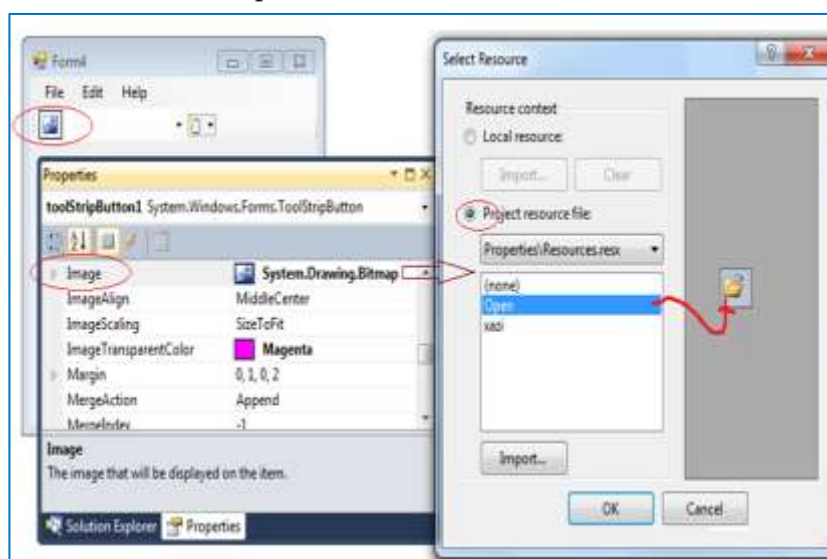 Form4
File Edit Help
Properties
toolStripButton1 System.Windows.Forms.ToolStripButton
Image System.Drawing.Bitmap
ImageAlign MiddleCenter
ImageScaling SizeToFit
ImageTransparentColor Magenta
Margin 0, 1, 0, 2
MergeAction Append
MergeIndex -1
Image
The image that will be displayed on the item.
Solution Explorer Properties
Select Resource
Resource context
Local resource:
Import... Clear
Project resource file:
Properties\Resources.resx
(none)
Open
Import...
OK Cancel